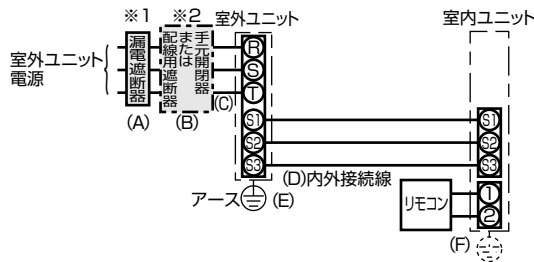 ※1
※2
室外ユニット
室内ユニット
室外ユニット
電源
漏電遮断器
手元開閉器
または
配線用遮断器
(A)
(B)
(C)
R
S
T
S1
S2
S3
S1
S2
S3
(D)内外接続線
アース
(E)
リモコン
1
2
(F)